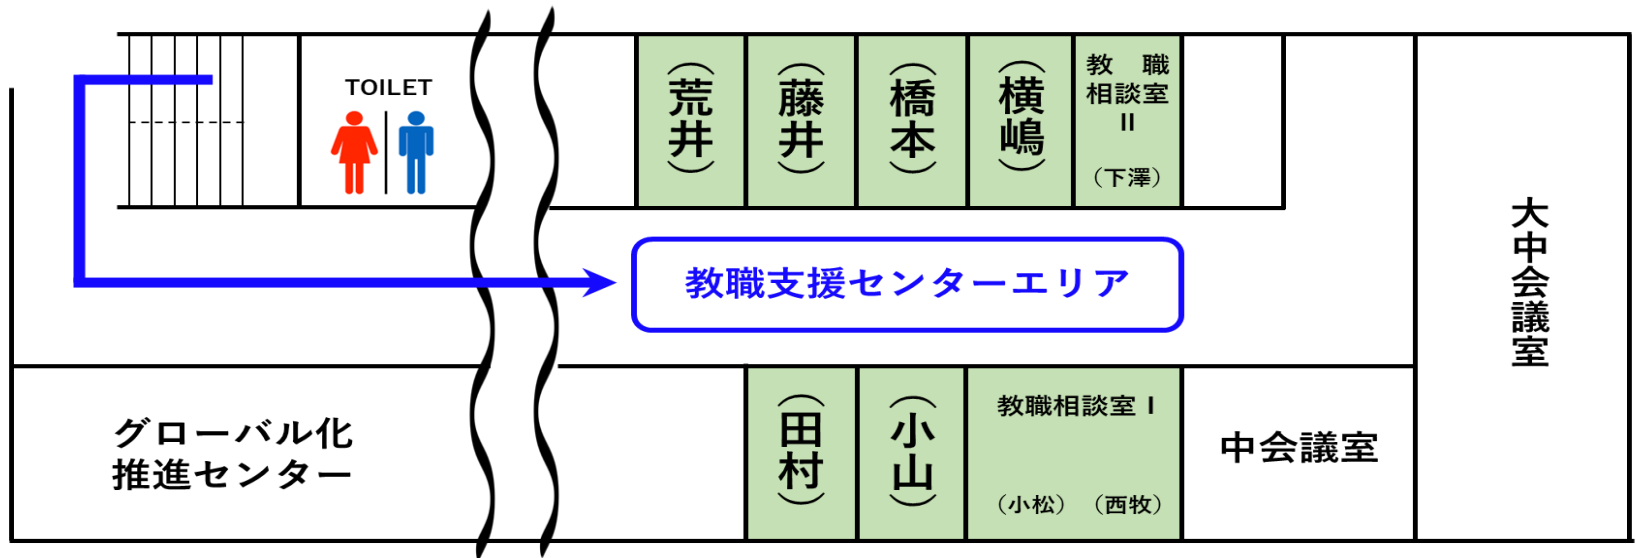 TOILET
（荒井）
（藤井）
（橋本）
（横嶋）
教　職
相談室
Ⅱ
（下澤）
大中会議室
教職支援センターエリア
グローバル化
推進センター
（田村）
（小山）
教職相談室Ⅰ
（小松）（西牧）
中会議室